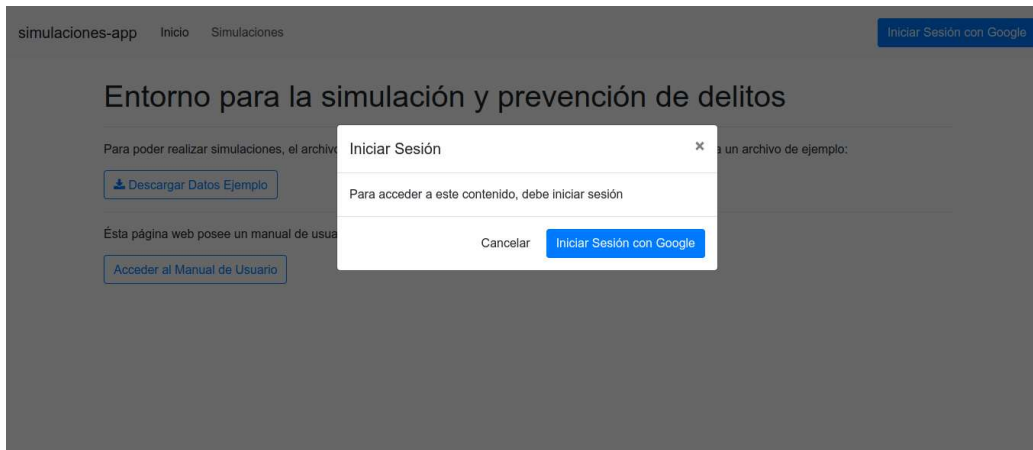 simulaciones-app Inicio Simulaciones Iniciar Sesión con Google
Entorno para la simulación y prevención de delitos
Para poder realizar simulaciones, el archivo a un archivo de ejemplo:
Iniciar Sesión ×
Descargar Datos Ejemplo
Para acceder a este contenido, debe iniciar sesión
Ésta página web posee un manual de usua
Cancelar Iniciar Sesión con Google
Acceder al Manual de Usuario